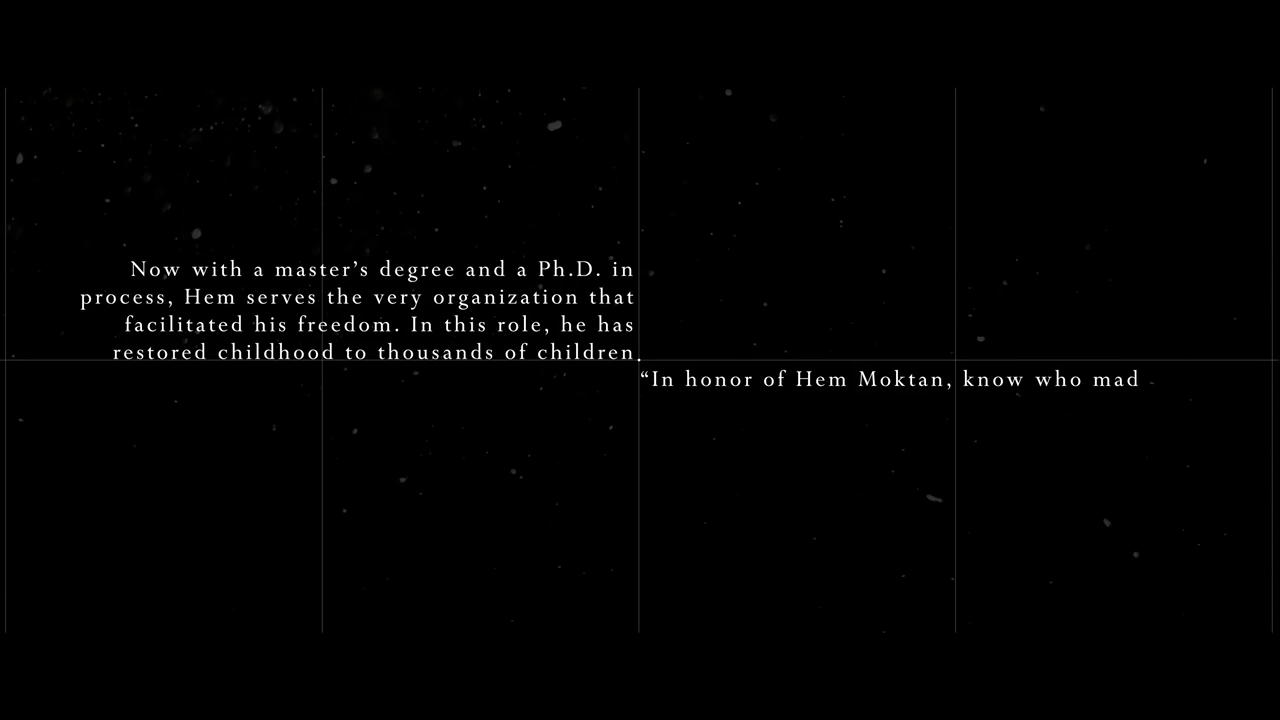 Now with a master’s degree and a Ph.D. in
process, Hem serves the very organization that
facilitated his freedom. In this role, he has
restored childhood to thousands of children.
“In honor of Hem Moktan, know who mad